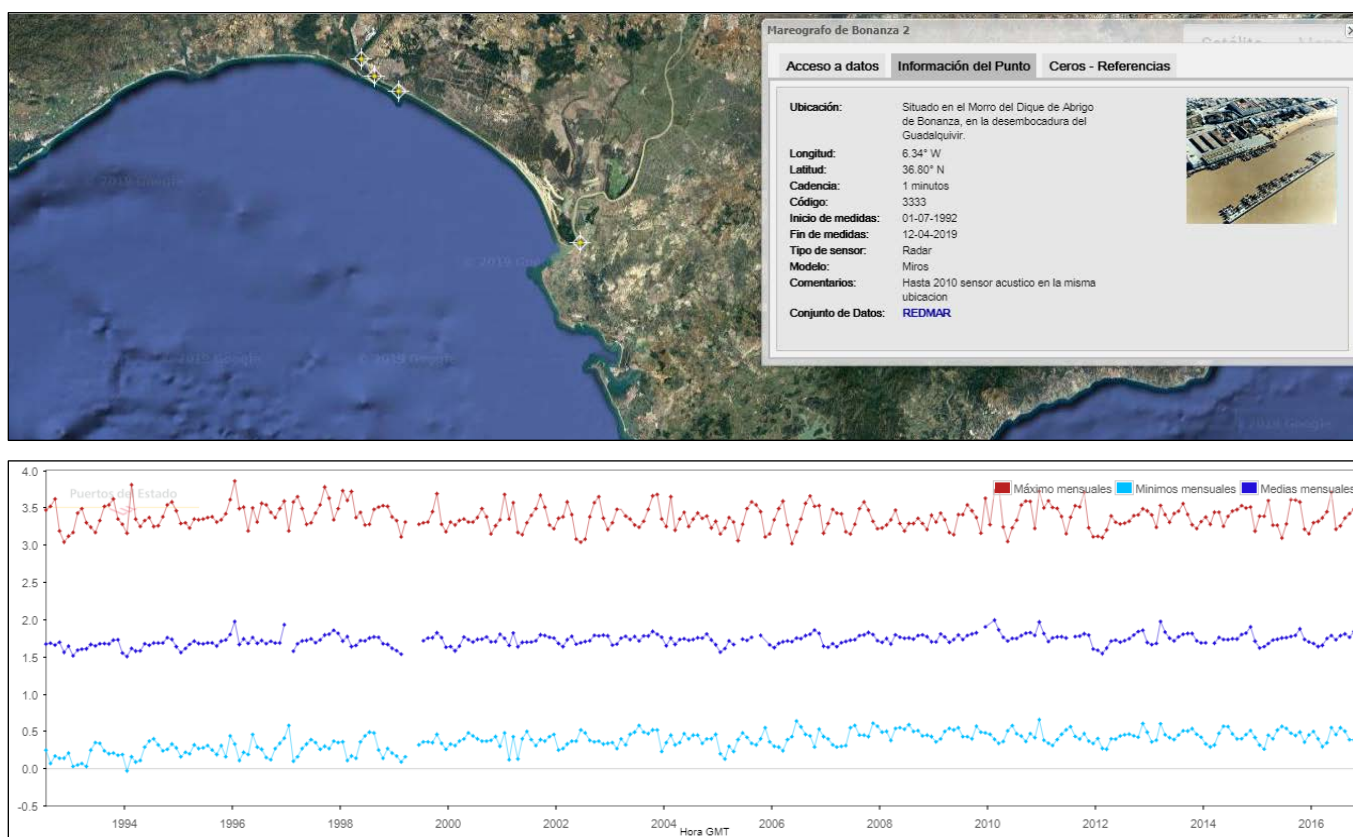 Mareografo de Bonanza 2
Acceso a datos Información del Punto Ceros - Referencias
Ubicación: Situado en el Morro del Dique de Abrigo
de Bonanza, en la desembocadura del
Guadalquivir.
Longitud: 6.34° W
Latitud: 36.80° N
Cadencia: 1 minutos
Código: 3333
Inicio de medidas: 01-07-1992
Fin de medidas: 12-04-2019
Tipo de sensor: Radar
Modelo: Miros
Comentarios: Hasta 2010 sensor acustico en la misma
ubicacion
Conjunto de Datos: REDMAR
© 2019 Google
© 2019 Goo
© 2019 Google
© 2019 Google
© 2019 Google
4.0
Puertos del Estado
Máximo mensuales Minimos mensuales Medias mensuales
3.5
3.0
2.5
2.0
1.5
1.0
0.5
0.0
-0.5
1994 1996 1998 2000 2002 2004 2006 2008 2010 2012 2014 2016
Hora GMT